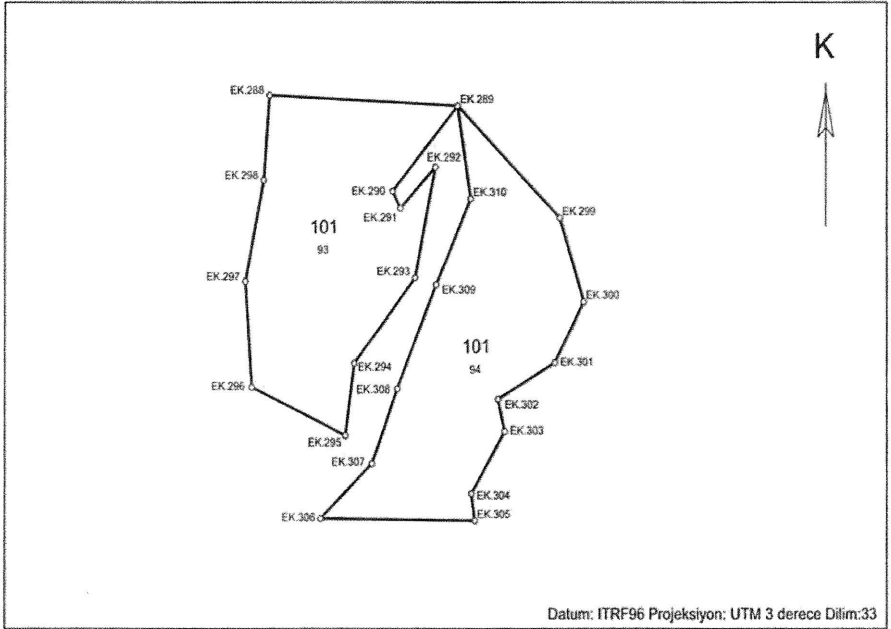 K
EK.288
EK.289
EK.292
EK.298
EK.290
EK.310
EK.291
EK.299
101
93
EK.297
EK.293
EK.309
EK.300
101
94
EK.294
EK.301
EK.296
EK.308
EK.302
EK.303
EK.295
EK.307
EK.304
EK.306
EK.305
Datum: ITRF96 Projeksiyon: UTM 3 derece Dilim:33